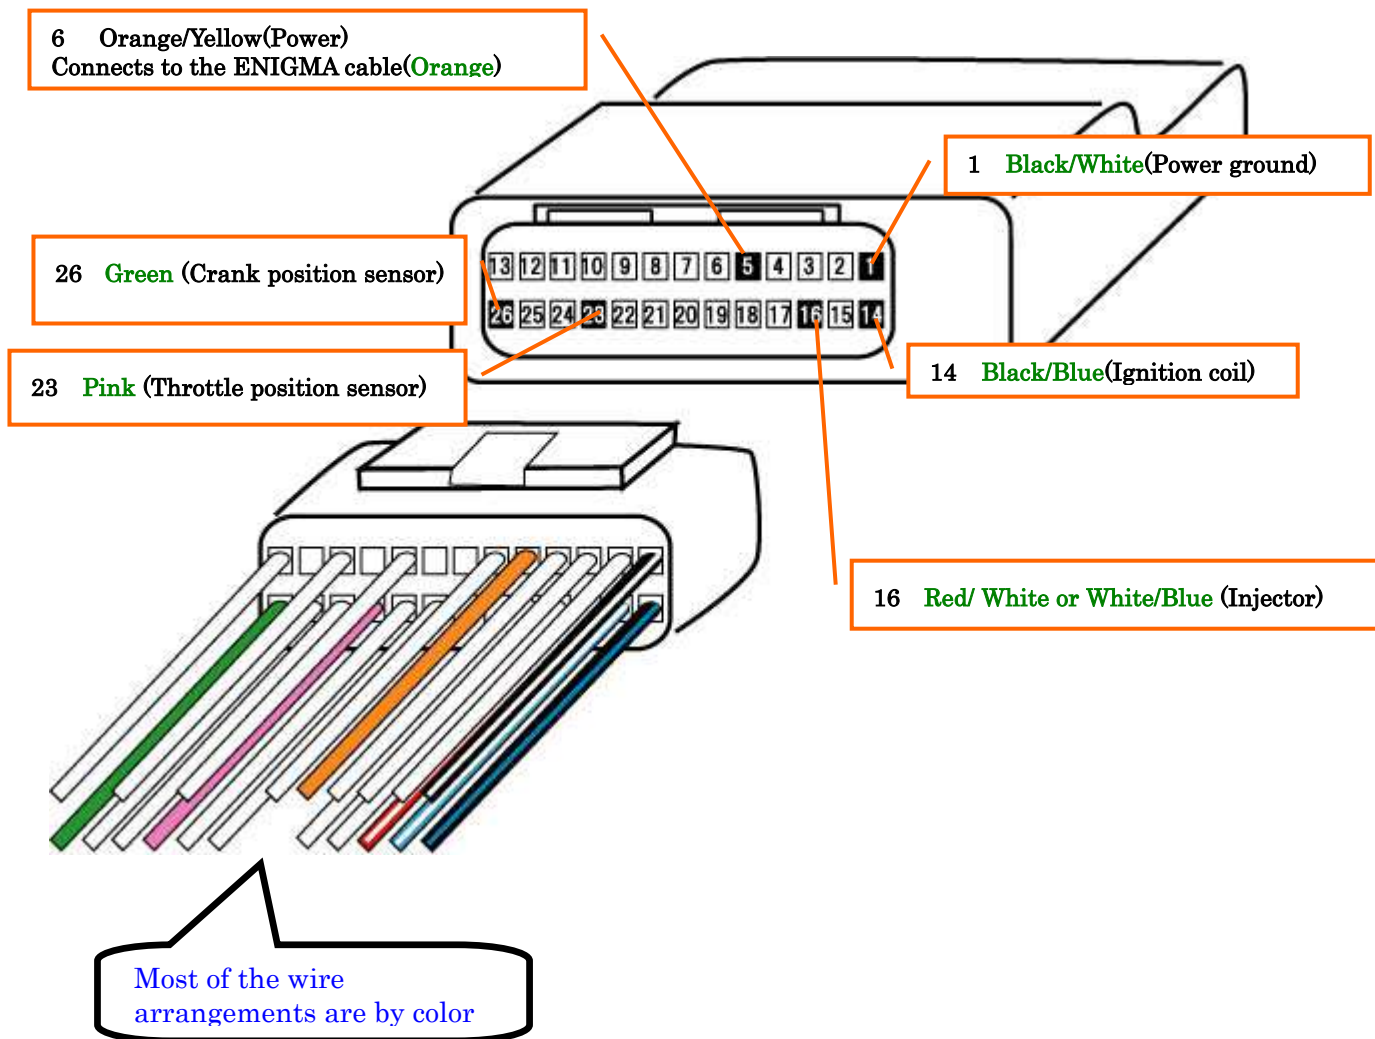 6 Orange/Yellow(Power)
Connects to the ENIGMA cable(Orange)
1 Black/White(Power ground)
26 Green (Crank position sensor)
13 12 11 10 9 8 7 6 5 4 3 2 1
26 25 24 23 22 21 20 19 18 17 16 15 14
23 Pink (Throttle position sensor)
14 Black/Blue(Ignition coil)
16 Red/ White or White/Blue (Injector)
Most of the wire
arrangements are by color